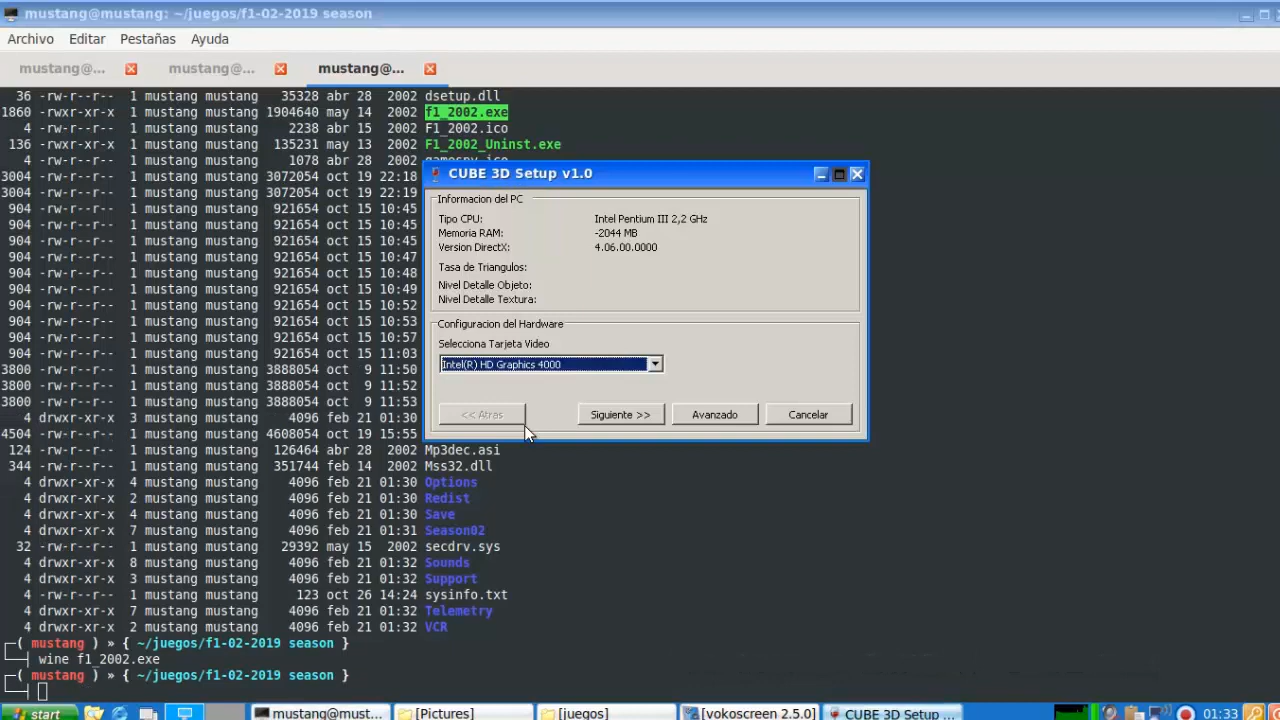 mustang@mustang: ~/juegos/f1-02-2019 season
Archivo Editar Pestañas Ayuda
mustang@... mustang@... mustang@...
36 -rw-r--r-- 1 mustang mustang 35328 abr 28 2002 dsetup.dll
1860 -rwxr-xr-x 1 mustang mustang 1904640 may 14 2002 f1_2002.exe
4 -rw-r--r-- 1 mustang mustang 2238 abr 15 2002 F1_2002.ico
136 -rwxr-xr-x 1 mustang mustang 135231 may 13 2002 F1_2002_Uninst.exe
4 -rw-r--r-- 1 mustang mustang 1078 abr 28 2002 gamespy.ico
3004 -rw-r--r-- 1 mustang mustang 3072054 oct 19 22:18
3004 -rw-r--r-- 1 mustang mustang 3072054 oct 19 22:19
904 -rw-r--r-- 1 mustang mustang 921654 oct 15 10:45
904 -rw-r--r-- 1 mustang mustang 921654 oct 15 10:45
904 -rw-r--r-- 1 mustang mustang 921654 oct 15 10:45
904 -rw-r--r-- 1 mustang mustang 921654 oct 15 10:47
904 -rw-r--r-- 1 mustang mustang 921654 oct 15 10:48
904 -rw-r--r-- 1 mustang mustang 921654 oct 15 10:49
904 -rw-r--r-- 1 mustang mustang 921654 oct 15 10:52
904 -rw-r--r-- 1 mustang mustang 921654 oct 15 10:53
904 -rw-r--r-- 1 mustang mustang 921654 oct 15 10:57
904 -rw-r--r-- 1 mustang mustang 921654 oct 15 11:03
3800 -rw-r--r-- 1 mustang mustang 3888054 oct 9 11:50
3800 -rw-r--r-- 1 mustang mustang 3888054 oct 9 11:52
3800 -rw-r--r-- 1 mustang mustang 3888054 oct 9 11:53
4 drwxr-xr-x 3 mustang mustang 4096 feb 21 01:30
4504 -rw-r--r-- 1 mustang mustang 4608054 oct 19 15:55
124 -rw-r--r-- 1 mustang mustang 126464 abr 28 2002 Mp3dec.asi
344 -rw-r--r-- 1 mustang mustang 351744 feb 14 2002 Mss32.dll
4 drwxr-xr-x 4 mustang mustang 4096 feb 21 01:30 Options
4 drwxr-xr-x 2 mustang mustang 4096 feb 21 01:30 Redist
4 drwxr-xr-x 4 mustang mustang 4096 feb 21 01:30 Save
4 drwxr-xr-x 7 mustang mustang 4096 feb 21 01:31 Season02
32 -rw-r--r-- 1 mustang mustang 29392 may 15 2002 secdrv.sys
4 drwxr-xr-x 8 mustang mustang 4096 feb 21 01:32 Sounds
4 drwxr-xr-x 3 mustang mustang 4096 feb 21 01:32 Support
4 -rw-r--r-- 1 mustang mustang 123 oct 26 14:24 sysinfo.txt
4 drwxr-xr-x 7 mustang mustang 4096 feb 21 01:32 Telemetry
4 drwxr-xr-x 2 mustang mustang 4096 feb 21 01:32 VCR
( mustang ) » { ~/juegos/f1-02-2019 season }
wine f1_2002.exe
( mustang ) » { ~/juegos/f1-02-2019 season }
CUBE 3D Setup v1.0
Informacion del PC
Tipo CPU: Intel Pentium III 2,2 GHz
Memoria RAM: -2044 MB
Version DirectX: 4.06.00.0000
Tasa de Triangulos:
Nivel Detalle Objeto:
Nivel Detalle Textura:
Configuracion del Hardware
Selecciona Tarjeta Video
Intel(R) HD Graphics 4000
<< Atras Siguiente >> Avanzado Cancelar
start mustang@must... [Pictures] [juegos] [vokoscreen 2.5.0] CUBE 3D Setup ... 01:33